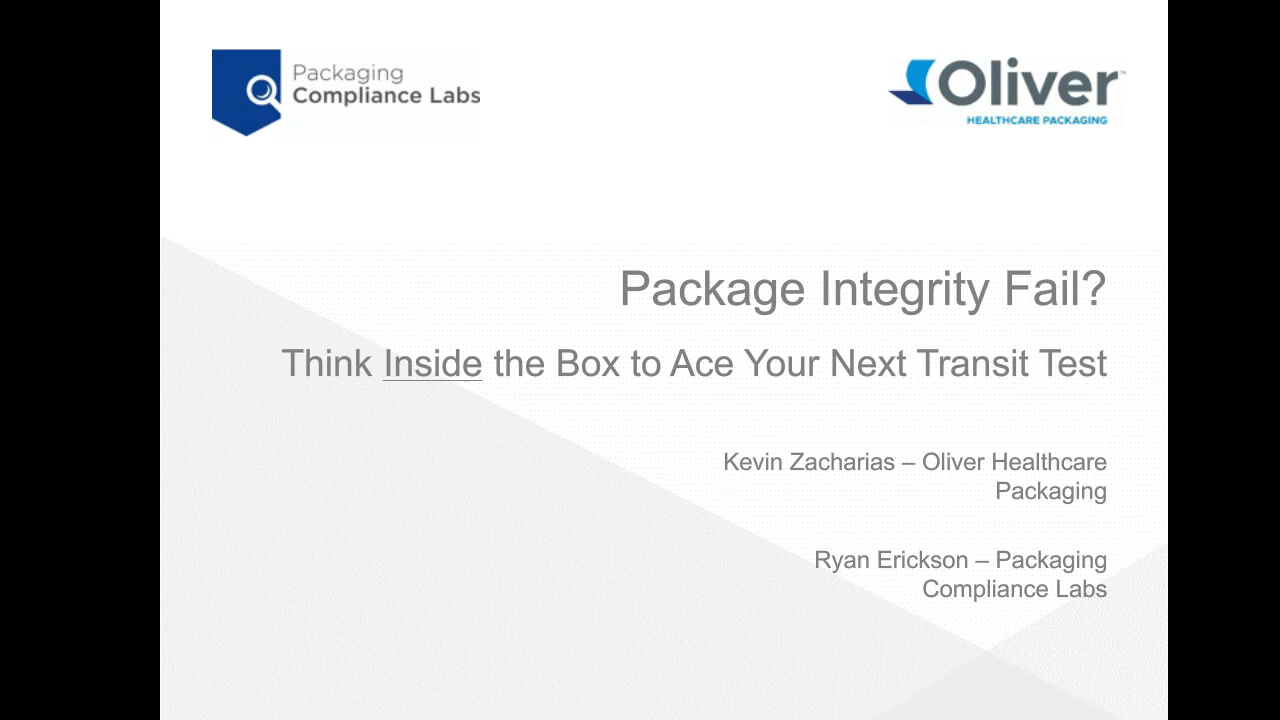 Packaging
Compliance Labs
Oliver™
HEALTHCARE PACKAGING
Package Integrity Fail?
Think Inside the Box to Ace Your Next Transit Test
Kevin Zacharias – Oliver Healthcare
Packaging
Ryan Erickson – Packaging
Compliance Labs